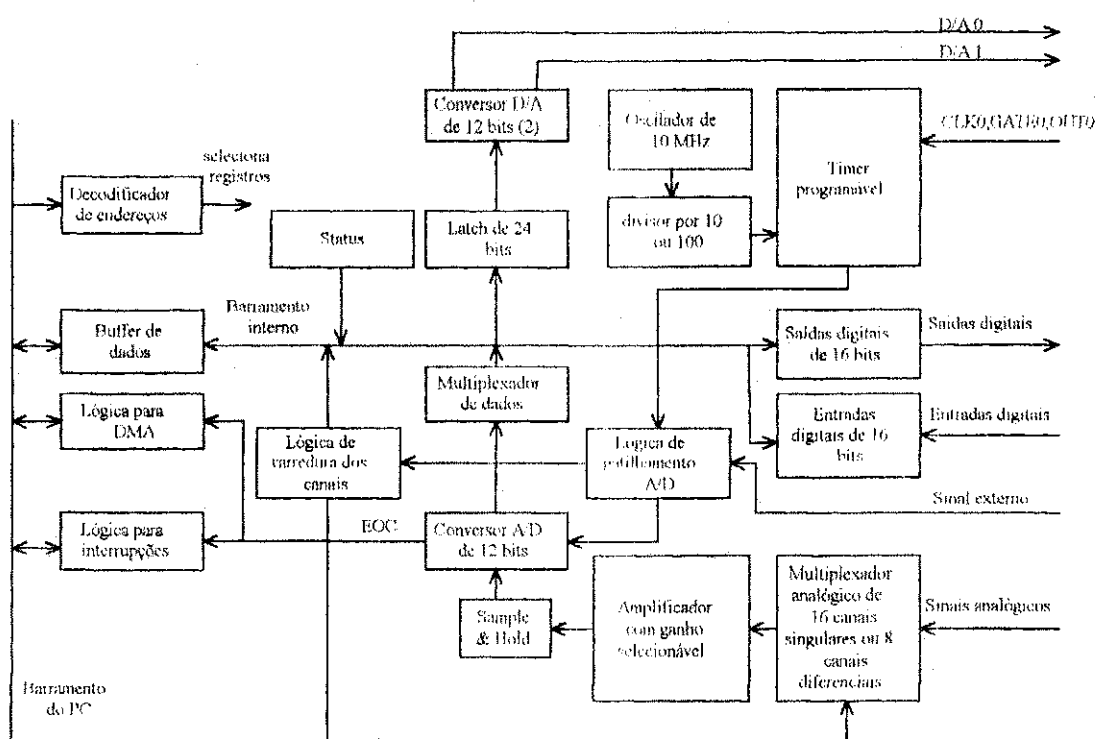 D/A 0
D/A 1
Conversor D/A
de 12 bits (2)
Oscilador de
10 MHz
Timer
programável
CLK0,GATE0,OUT0
Decodificador
de endereços
seleciona
registros
Status
Latch de 24
bits
divisor por 10
ou 100
Buffer de
dados
Barramento
interno
Saídas digitais
de 16 bits
Saídas digitais
Multiplexador
de dados
Lógica para
DMA
Lógica de
varredura dos
canais
Lógica de
A/D
Entradas
digitais de 16
bits
Entradas digitais
Sinal externo
Lógica para
interrupções
EOC
Conversor A/D
de 12 bits
Sample
& Hold
Amplificador
com ganho
selecionável
Multiplexador
analógico de
16 canais
singulares ou 8
canais
diferenciais
Sinais analógicos
Barramento
do PC